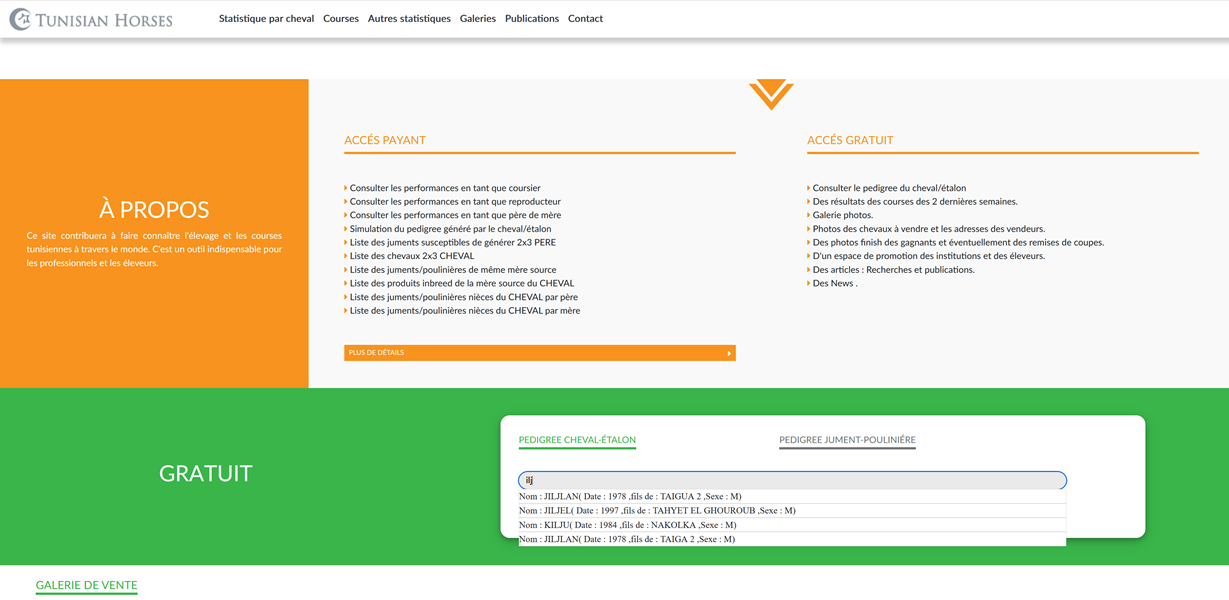 TUNISIAN HORSES
Statistique par cheval Courses Autres statistiques Galeries Publications Contact
À PROPOS
Ce site contribuera à faire connaitre l'élevage et les courses
tunisiennes à travers le monde. C'est un outil indispensable pour
les professionnels et les éleveurs.
ACCÉS PAYANT
Consulter les performances en tant que coursier
Consulter les performances en tant que reproducteur
Consulter les performances en tant que père de mère
Simulation du pedigree généré par le cheval/étalon
Liste des juments susceptibles de générer 2x3 PERE
Liste des chevaux 2x3 CHEVAL
Liste des juments/poulinières de même mère source
Liste des produits inbreed de la mère source du CHEVAL
Liste des juments/poulinières nièces du CHEVAL par père
Liste des juments/poulinières nièces du CHEVAL par mère
PLUS DE DÉTAILS
ACCÉS GRATUIT
Consulter le pedigree du cheval/étalon
Des résultats des courses des 2 dernières semaines.
Galerie photos.
Photos des chevaux à vendre et les adresses des vendeurs.
Des photos finish des gagnants et éventuellement des remises de coupes.
D'un espace de promotion des institutions et des éleveurs.
Des articles : Recherches et publications.
Des News .
GRATUIT
PEDIGREE CHEVAL-ÉTALON
PEDIGREE JUMENT-POULINIÉRE
ilj
Nom : JILJLAN( Date : 1978 ,fils de : TAIGUA 2 ,Sexe : M)
Nom : JILJEL( Date : 1997 ,fils de : TAHYET EL GHOUROUB ,Sexe : M)
Nom : KILJU( Date : 1984 ,fils de : NAKOLKA ,Sexe : M)
Nom : JILJLAN( Date : 1978 ,fils de : TAIGA 2 ,Sexe : M)
GALERIE DE VENTE